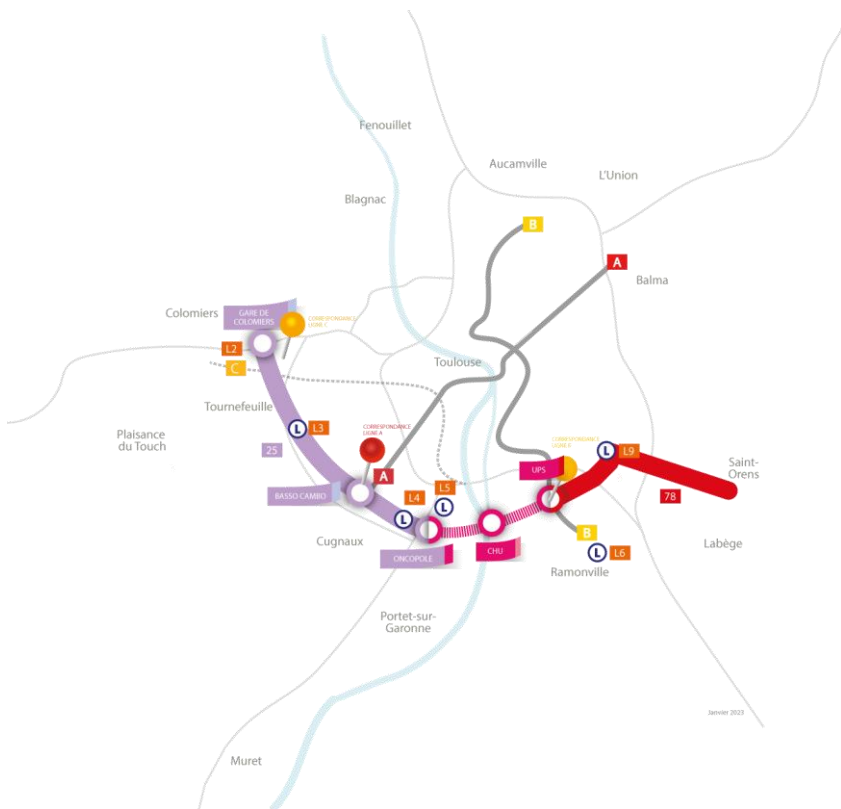 Fenouillet
Aucamville
L'Union
Blagnac
B
A
Balma
Colomiers
GARE DE
COLOMIERS
CORRESPONDANCE
LIGNE C
L2
C
Toulouse
Tournefeuille
Plaisance
du Touch
L
L3
25
CORRESPONDANCE
LIGNE A
A
BASSO CAMBO
L4
L5
L
L
UPS
CORRESPONDANCE
LIGNE B
L
L9
Saint-
Orens
78
Cugnaux
ONCOPOLE
CHU
B
L
L6
Ramonville
Labège
Portet-sur-
Garonne
Janvier 2023
Muret